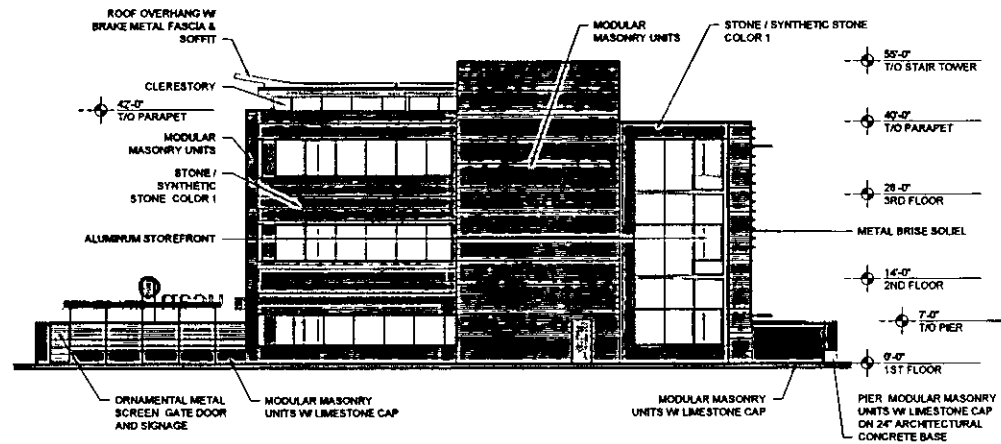 ROOF OVERHANG W/
BRAKE METAL FASCIA &
SOFFIT
CLERESTORY
42'-0"
T/O PARAPET
MODULAR
MASONRY UNITS
STONE /
SYNTHETIC
STONE COLOR 1
ALUMINUM STOREFRONT
MODULAR
MASONRY UNITS
STONE / SYNTHETIC STONE
COLOR 1
55'-0"
T/O STAIR TOWER
40'-0"
T/O PARAPET
28'-0"
3RD FLOOR
METAL BRISE SOLIEL
14'-0"
2ND FLOOR
7'-0"
T/O PIER
0'-0"
1ST FLOOR
ORNAMENTAL METAL
SCREEN GATE DOOR
AND SIGNAGE
MODULAR MASONRY
UNITS W/ LIMESTONE CAP
MODULAR MASONRY
UNITS W/ LIMESTONE CAP
PIER MODULAR MASONRY
UNITS W/ LIMESTONE CAP
ON 24" ARCHITECTURAL
CONCRETE BASE